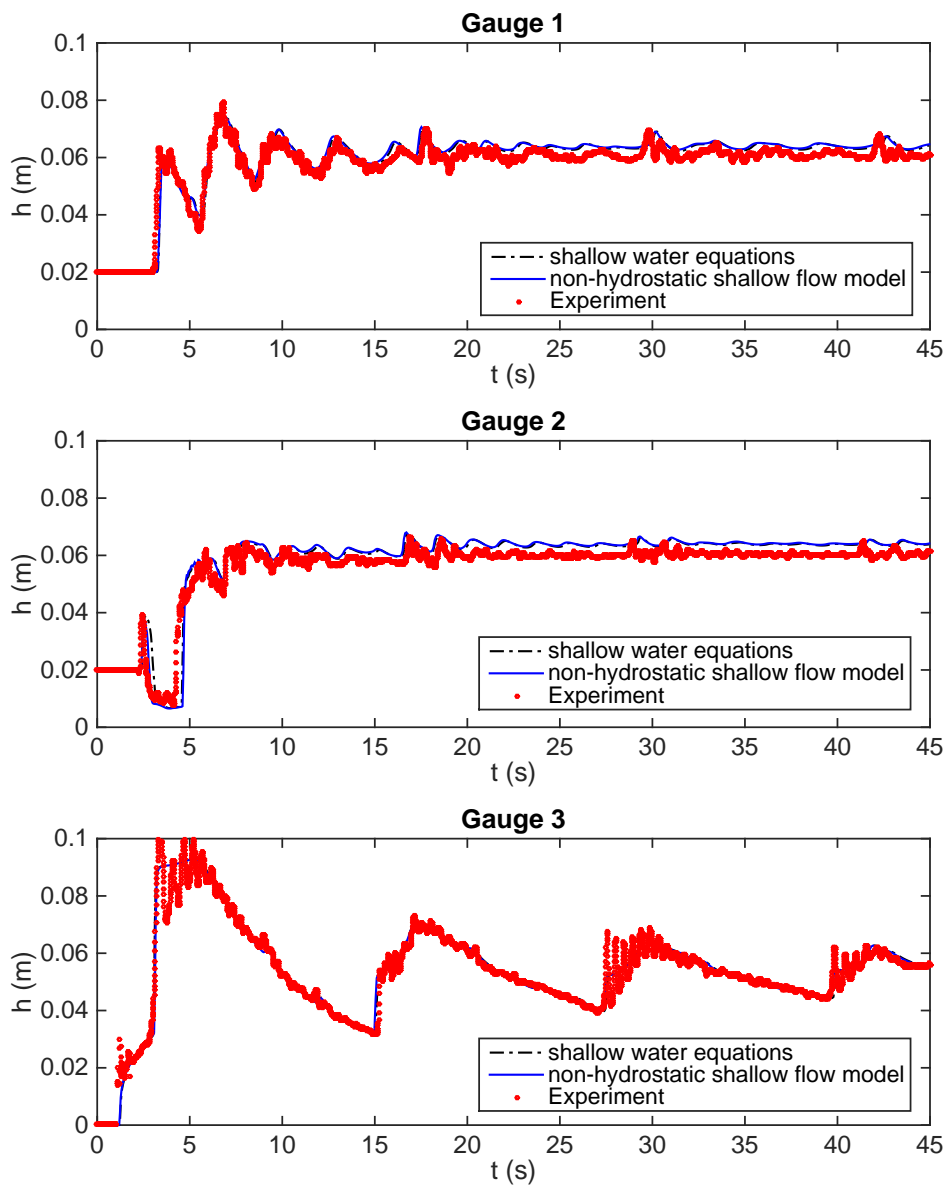 Gauge 1
0.1
0.08
0.06
0.04
0.02
0
h (m)
shallow water equations
non-hydrostatic shallow flow model
Experiment
0 5 10 15 20 25 30 35 40 45
t (s)
Gauge 2
0.1
0.08
0.06
0.04
0.02
0
h (m)
shallow water equations
non-hydrostatic shallow flow model
Experiment
0 5 10 15 20 25 30 35 40 45
t (s)
Gauge 3
0.1
0.08
0.06
0.04
0.02
0
h (m)
shallow water equations
non-hydrostatic shallow flow model
Experiment
0 5 10 15 20 25 30 35 40 45
t (s)